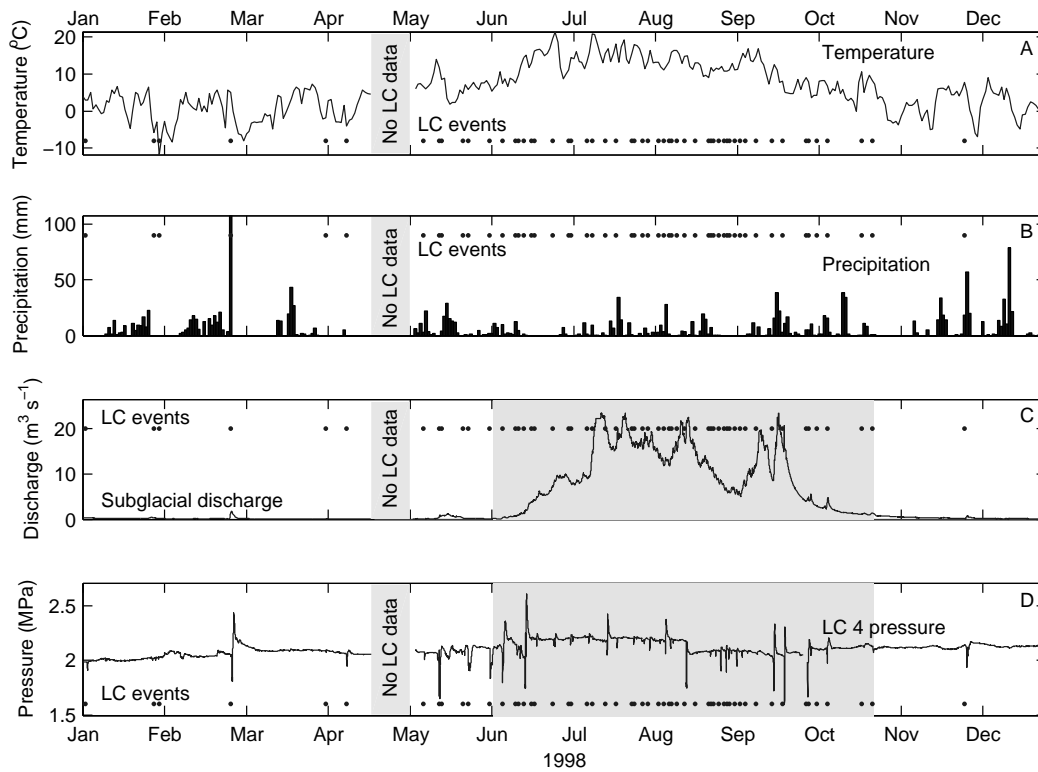 Jan Feb Mar Apr May Jun Jul Aug Sep Oct Nov Dec
Temperature (⁰C)
20
10
0
−10
A
Temperature
LC events
No LC data
Precipitation (mm)
100
50
0
B
LC events
Precipitation
No LC data
Discharge (m³ s⁻¹)
20
10
0
C
LC events
Subglacial discharge
No LC data
Pressure (MPa)
2.5
2
1.5
D
LC 4 pressure
LC events
No LC data
Jan Feb Mar Apr May Jun Jul Aug Sep Oct Nov Dec
1998